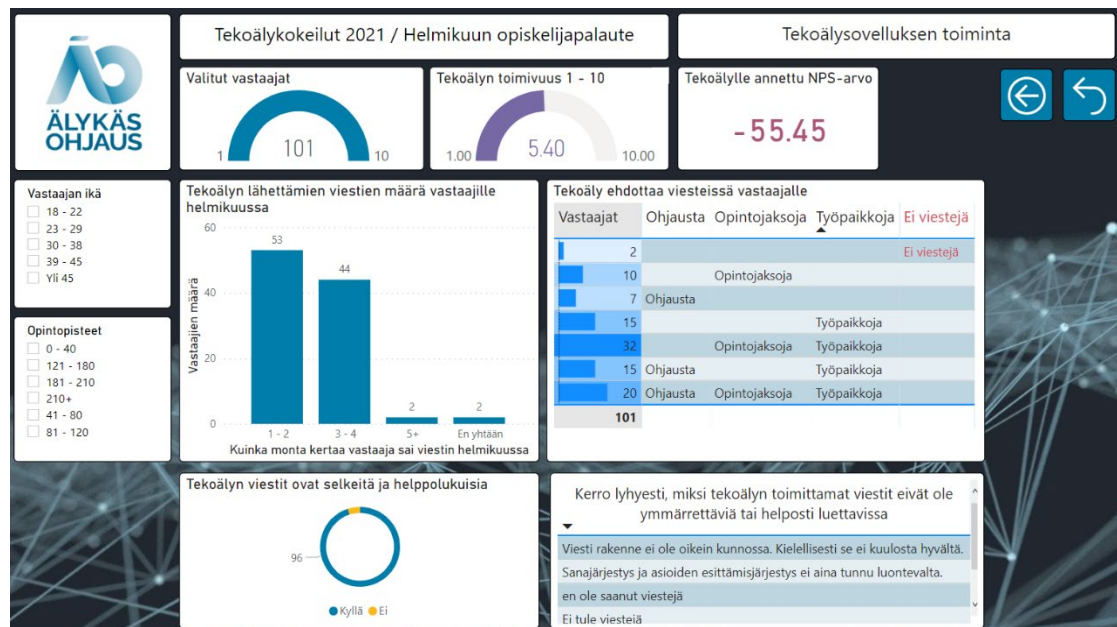 ÄLYKÄS
OHJAUS
Tekoälykokeilut 2021 / Helmikuun opiskelijapalaute
Tekoälysovelluksen toiminta
Valitut vastaajat
1 101 10
Tekoälyn toimivuus 1 - 10
1.00 5.40 10.00
Tekoälylle annettu NPS-arvo
-55.45
Vastaajan ikä
18 - 22
23 - 29
30 - 38
39 - 45
Yli 45
Opintopisteet
0 - 40
121 - 180
181 - 210
210+
41 - 80
81 - 120
Tekoälyn lähettämien viestien määrä vastaajille
helmikuussa
Vastaajien määrä
60
40
20
0
53
44
2
2
1 - 2 3 - 4 5+ En yhtään
Kuinka monta kertaa vastaaja sai viestin helmikuussa
Tekoäly ehdottaa viesteissä vastaajalle
Vastaajat Ohjausta Opintojaksoja Työpaikkoja Ei viestejä
2 Ei viestejä
10 Opintojaksoja
7 Ohjausta
15 Työpaikkoja
32 Opintojaksoja Työpaikkoja
15 Ohjausta Työpaikkoja
20 Ohjausta Opintojaksoja Työpaikkoja
101
Tekoälyn viestit ovat selkeitä ja helppolukuisia
96
Kyllä Ei
Kerro lyhyesti, miksi tekoälyn toimittamat viestit eivät ole
ymmärrettäviä tai helposti luettavissa
Viesti rakenne ei ole oikein kunnossa. Kielellisesti se ei kuulosta hyvältä.
Sanajärjestys ja asioiden esittämisjärjestys ei aina tunnu luontevalta.
en ole saanut viestejä
Ei tule viestejä